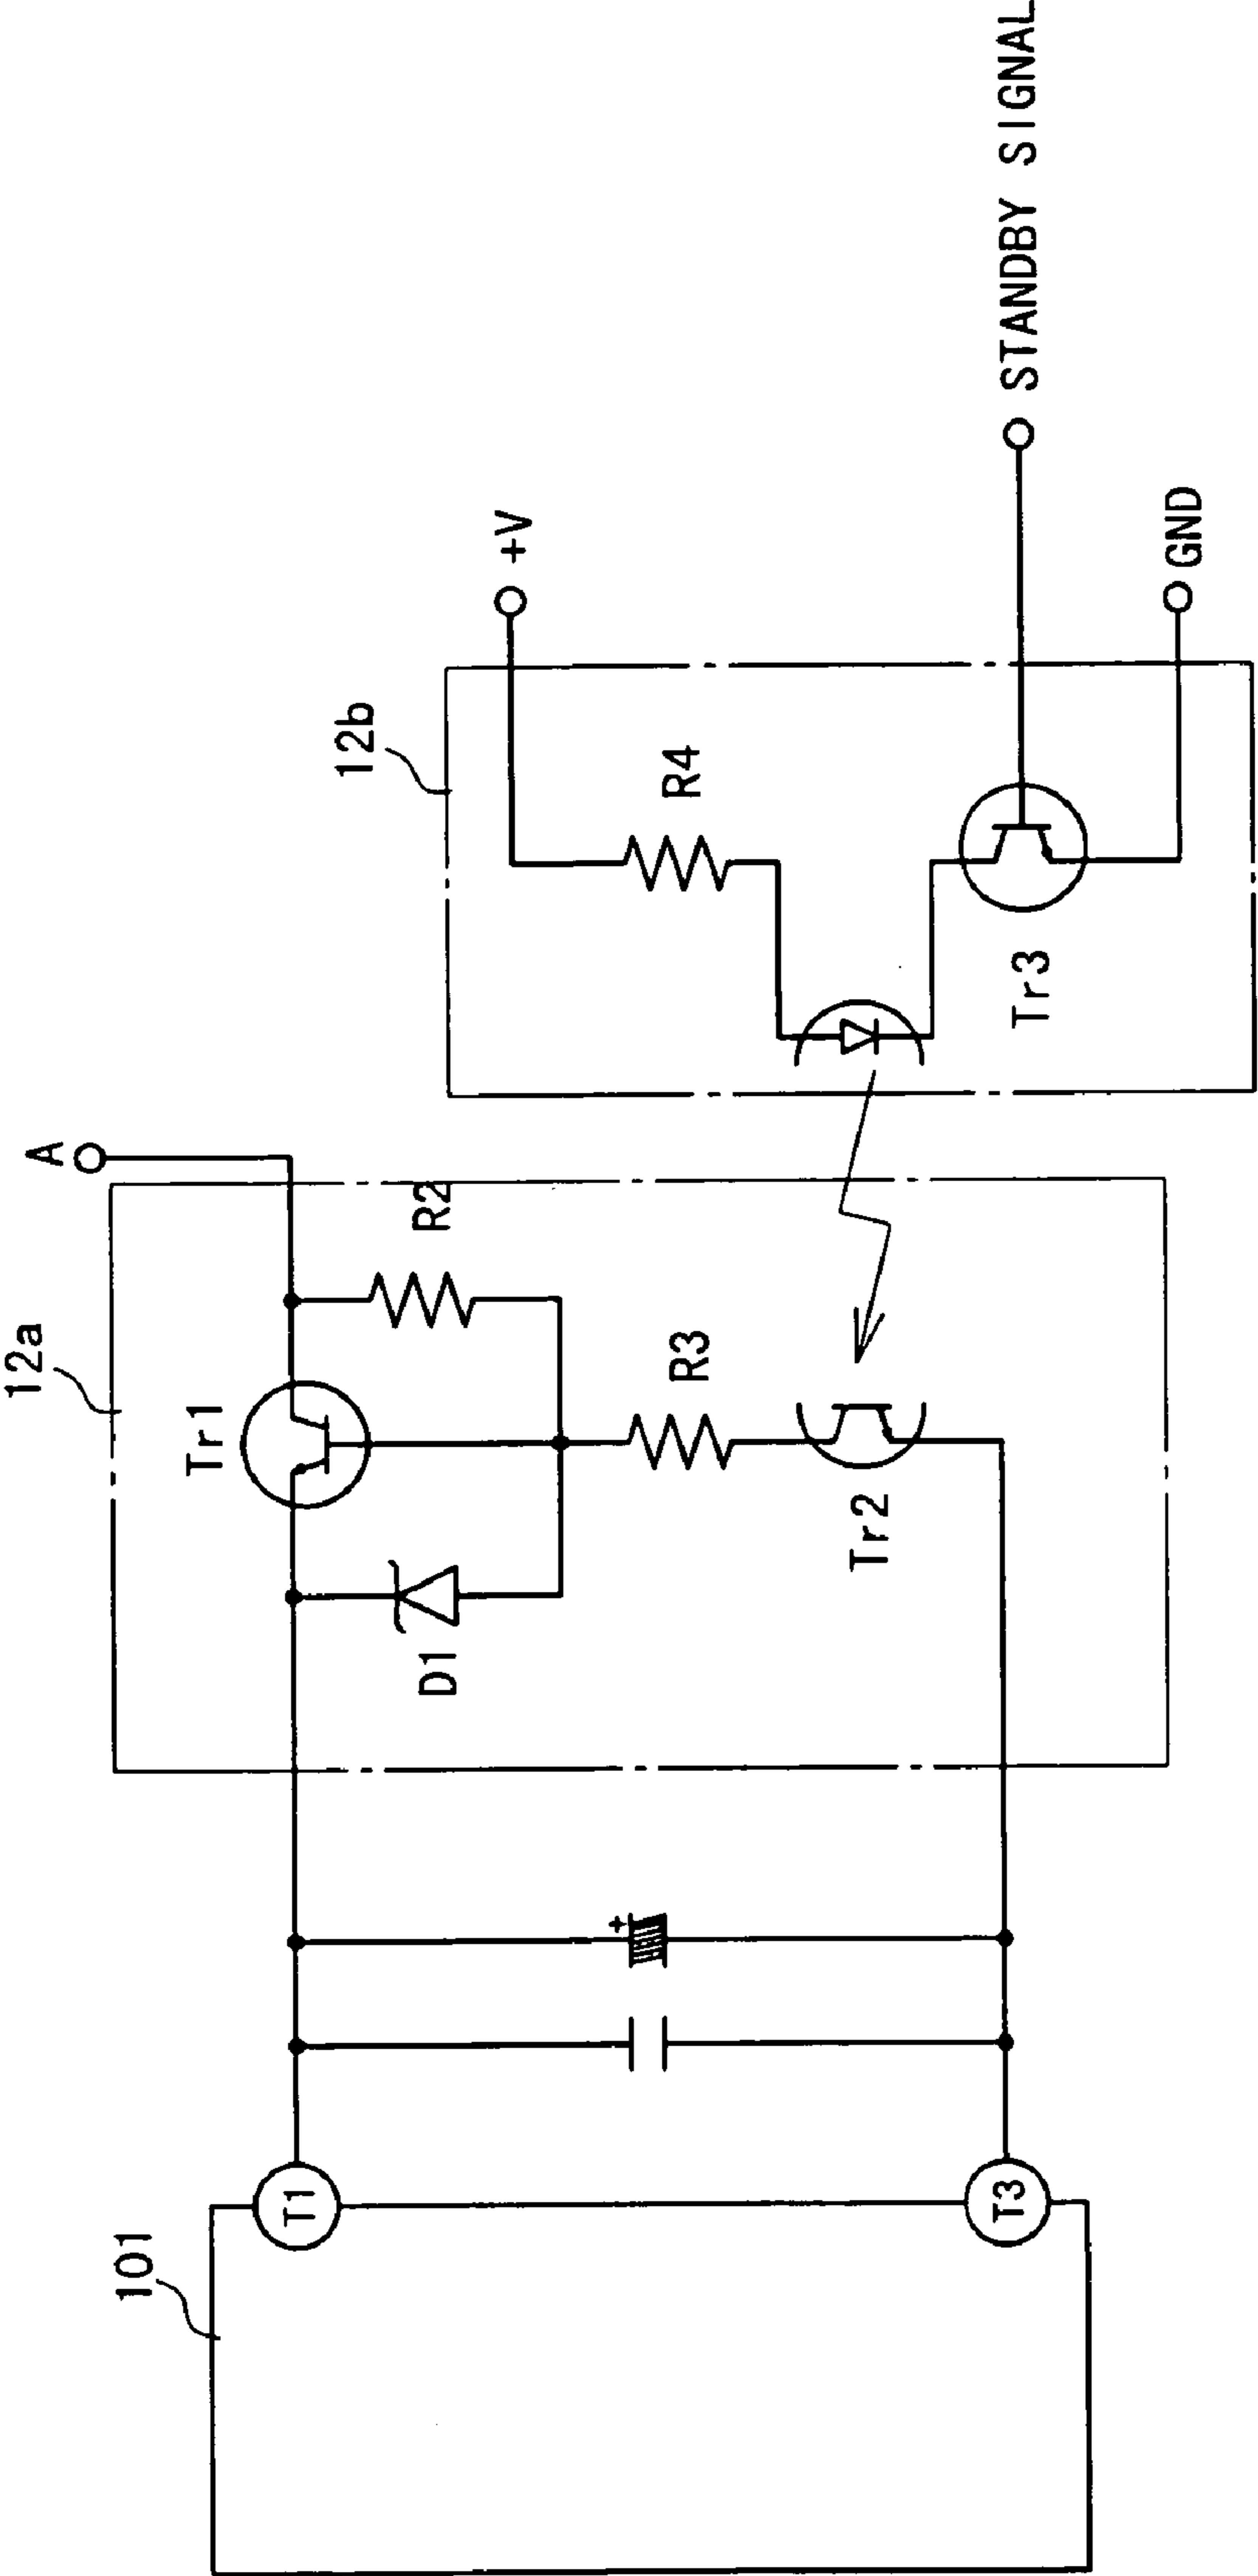 101
T1
T3
+
12a
Tr1
D1
R2
R3
Tr2
A
12b
R4
Tr3
+V
STANDBY SIGNAL
GND